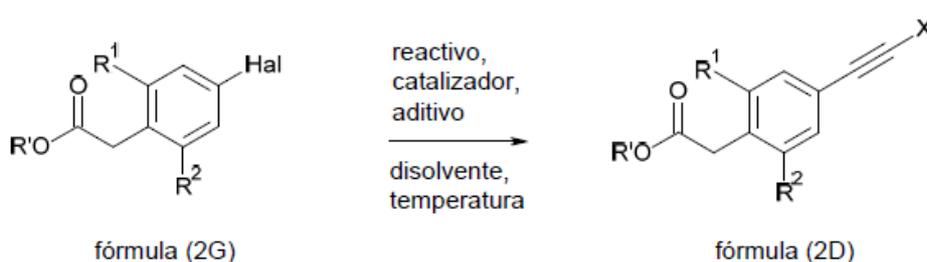 R¹
Hal
O
R'O
R²
reactivo,
catalizador,
aditivo
disolvente,
temperatura
X
R¹
O
R'O
R²
fórmula (2G)
fórmula (2D)